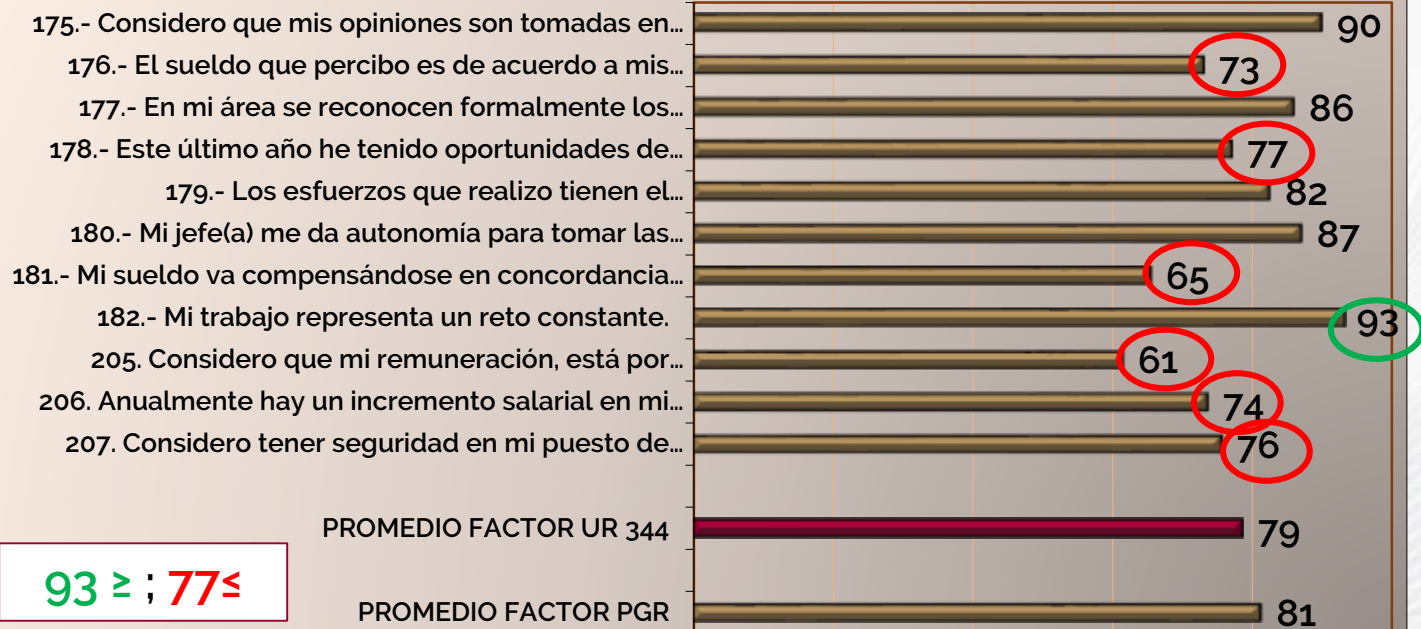 175.- Considero que mis opiniones son tomadas en... 90
176.- El sueldo que percibo es de acuerdo a mis... 73
177.- En mi área se reconocen formalmente los... 86
178.- Este último año he tenido oportunidades de... 77
179.- Los esfuerzos que realizo tienen el... 82
180.- Mi jefe(a) me da autonomía para tomar las... 87
181.- Mi sueldo va compensándose en concordancia... 65
182.- Mi trabajo representa un reto constante. 93
205. Considero que mi remuneración, está por... 61
206. Anualmente hay un incremento salarial en mi... 74
207. Considero tener seguridad en mi puesto de... 76
PROMEDIO FACTOR UR 344 79
93 ≥ ; 77≤
PROMEDIO FACTOR PGR 81